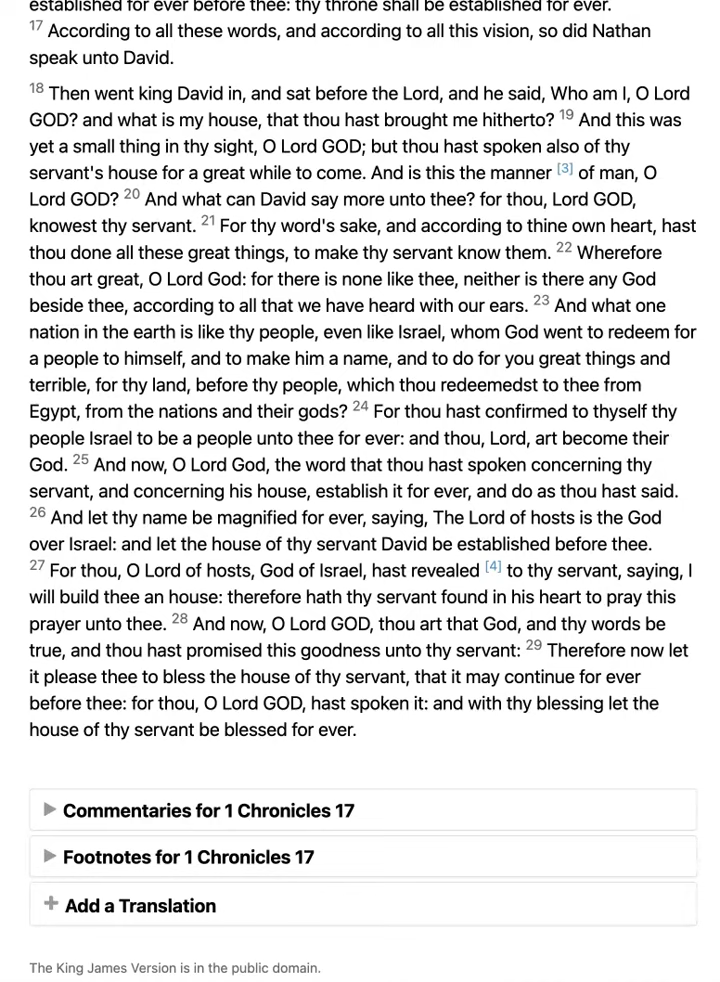 established for ever before thee: thy throne shall be established for ever.
17 According to all these words, and according to all this vision, so did Nathan
speak unto David.
18 Then went king David in, and sat before the Lord, and he said, Who am I, O Lord
GOD? and what is my house, that thou hast brought me hitherto? 19 And this was
yet a small thing in thy sight, O Lord GOD; but thou hast spoken also of thy
servant's house for a great while to come. And is this the manner [3] of man, O
Lord GOD? 20 And what can David say more unto thee? for thou, Lord GOD,
knowest thy servant. 21 For thy word's sake, and according to thine own heart, hast
thou done all these great things, to make thy servant know them. 22 Wherefore
thou art great, O Lord God: for there is none like thee, neither is there any God
beside thee, according to all that we have heard with our ears. 23 And what one
nation in the earth is like thy people, even like Israel, whom God went to redeem for
a people to himself, and to make him a name, and to do for you great things and
terrible, for thy land, before thy people, which thou redeemedst to thee from
Egypt, from the nations and their gods? 24 For thou hast confirmed to thyself thy
people Israel to be a people unto thee for ever: and thou, Lord, art become their
God. 25 And now, O Lord God, the word that thou hast spoken concerning thy
servant, and concerning his house, establish it for ever, and do as thou hast said.
26 And let thy name be magnified for ever, saying, The Lord of hosts is the God
over Israel: and let the house of thy servant David be established before thee.
27 For thou, O Lord of hosts, God of Israel, hast revealed [4] to thy servant, saying, I
will build thee an house: therefore hath thy servant found in his heart to pray this
prayer unto thee. 28 And now, O Lord GOD, thou art that God, and thy words be
true, and thou hast promised this goodness unto thy servant: 29 Therefore now let
it please thee to bless the house of thy servant, that it may continue for ever
before thee: for thou, O Lord GOD, hast spoken it: and with thy blessing let the
house of thy servant be blessed for ever.
Commentaries for 1 Chronicles 17
Footnotes for 1 Chronicles 17
Add a Translation
The King James Version is in the public domain.